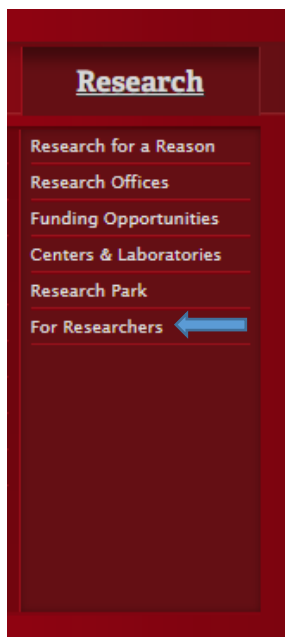 Research
Research for a Reason
Research Offices
Funding Opportunities
Centers & Laboratories
Research Park
For Researchers